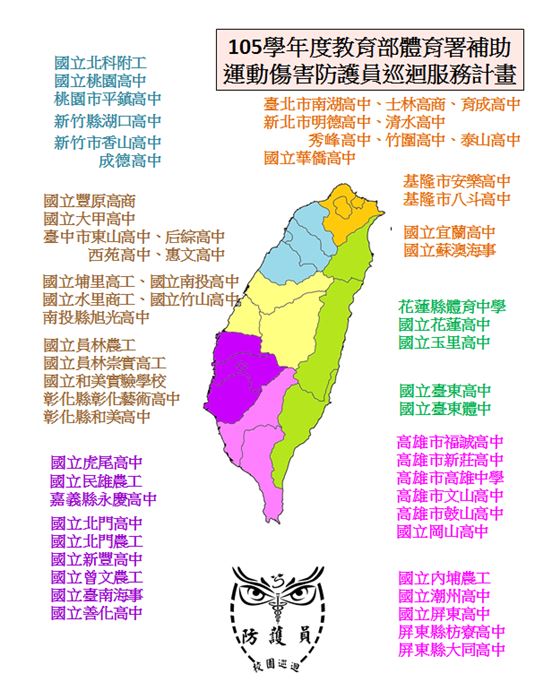 105學年度教育部體育署補助
運動傷害防護員巡迴服務計畫
國立北科附工
國立桃園高中
桃園市平鎮高中
新竹縣湖口高中
新竹市香山高中
成德高中
臺北市南湖高中、士林高商、育成高中
新北市明德高中、清水高中
秀峰高中、竹圍高中、泰山高中
國立華僑高中
基隆市安樂高中
基隆市八斗高中
國立宜蘭高中
國立蘇澳海事
國立豐原高商
國立大甲高中
臺中市東山高中、后綜高中
西苑高中、惠文高中
國立埔里高工、國立南投高中
國立水里商工、國立竹山高中
南投縣旭光高中
國立員林農工
國立員林崇實高工
國立和美實驗學校
彰化縣彰化藝術高中
彰化縣和美高中
花蓮縣體育中學
國立花蓮高中
國立玉里高中
國立臺東高中
國立臺東體中
國立虎尾高中
國立民雄農工
嘉義縣永慶高中
國立北門高中
國立北門農工
國立新豐高中
國立曾文農工
國立臺南海事
國立善化高中
高雄市福誠高中
高雄市新莊高中
高雄市高雄中學
高雄市文山高中
高雄市鼓山高中
國立岡山高中
國立內埔農工
國立潮州高中
國立屏東高中
屏東縣枋寮高中
屏東縣大同高中
防護員
校園巡迴